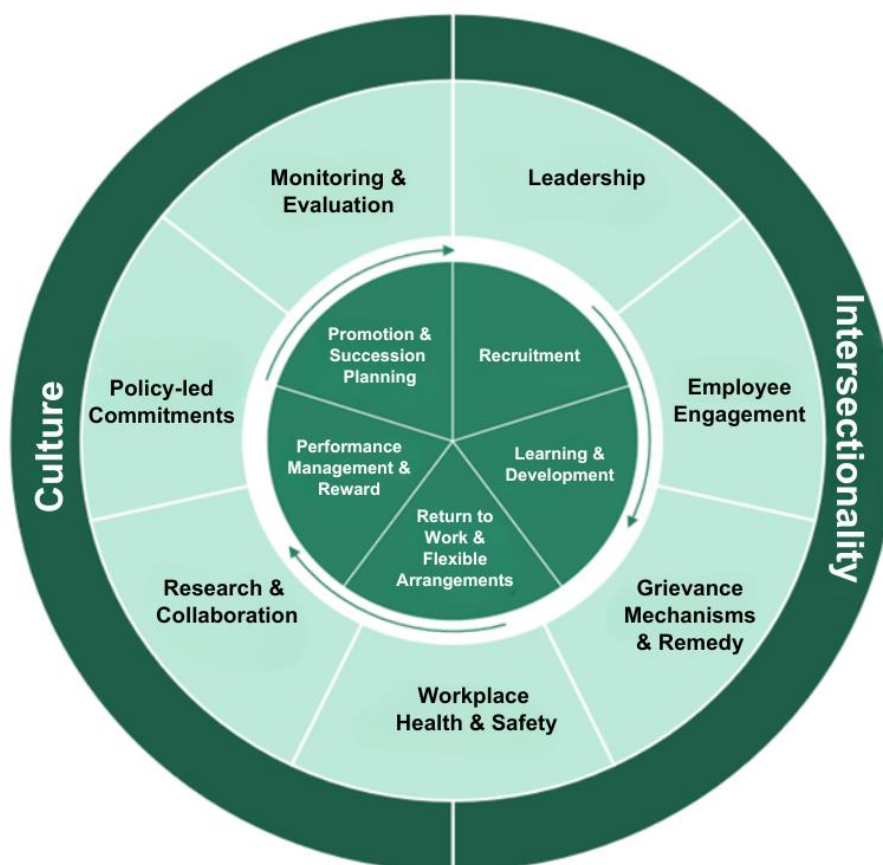 Monitoring &
Evaluation
Leadership
Employee
Engagement
Grievance
Mechanisms
& Remedy
Workplace
Health & Safety
Research &
Collaboration
Policy-led
Commitments
Promotion &
Succession
Planning
Recruitment
Learning &
Development
Return to
Work &
Flexible
Arrangements
Performance
Management &
Reward
Culture
Intersectionality